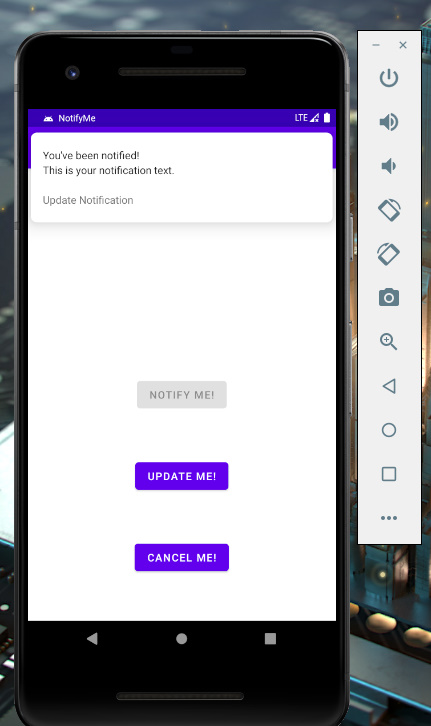 NotifyMe
LTE
You've been notified!
This is your notification text.
Update Notification
NOTIFY ME!
UPDATE ME!
CANCEL ME!